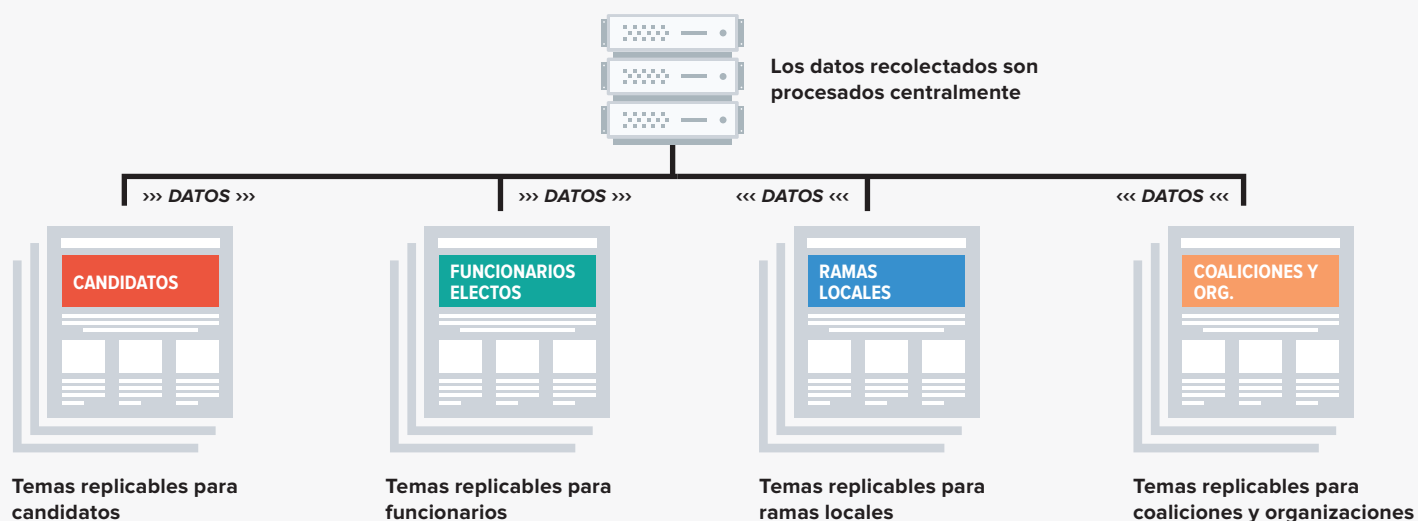 Los datos recolectados son
procesados centralmente
››› DATOS ›››
››› DATOS ›››
‹‹‹ DATOS ‹‹‹
‹‹‹ DATOS ‹‹‹
CANDIDATOS
FUNCIONARIOS
ELECTOS
RAMAS
LOCALES
COALICIONES Y
ORG.
Temas replicables para
candidatos
Temas replicables para
funcionarios
Temas replicables para
ramas locales
Temas replicables para
coaliciones y organizaciones